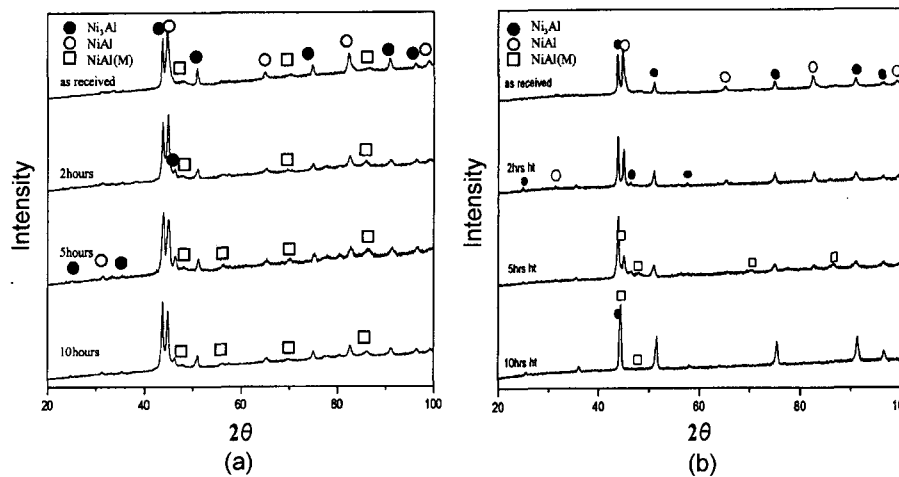 Intensity
Ni3Al
NiAl
NiAl(M)
as received
2hours
5hours
10hours
20 40 60 80 100
2θ
(a)
Intensity
Ni3Al
NiAl
NiAl(M)
as received
2hrs ht
5hrs ht
10hrs ht
20 40 60 80 100
2θ
(b)